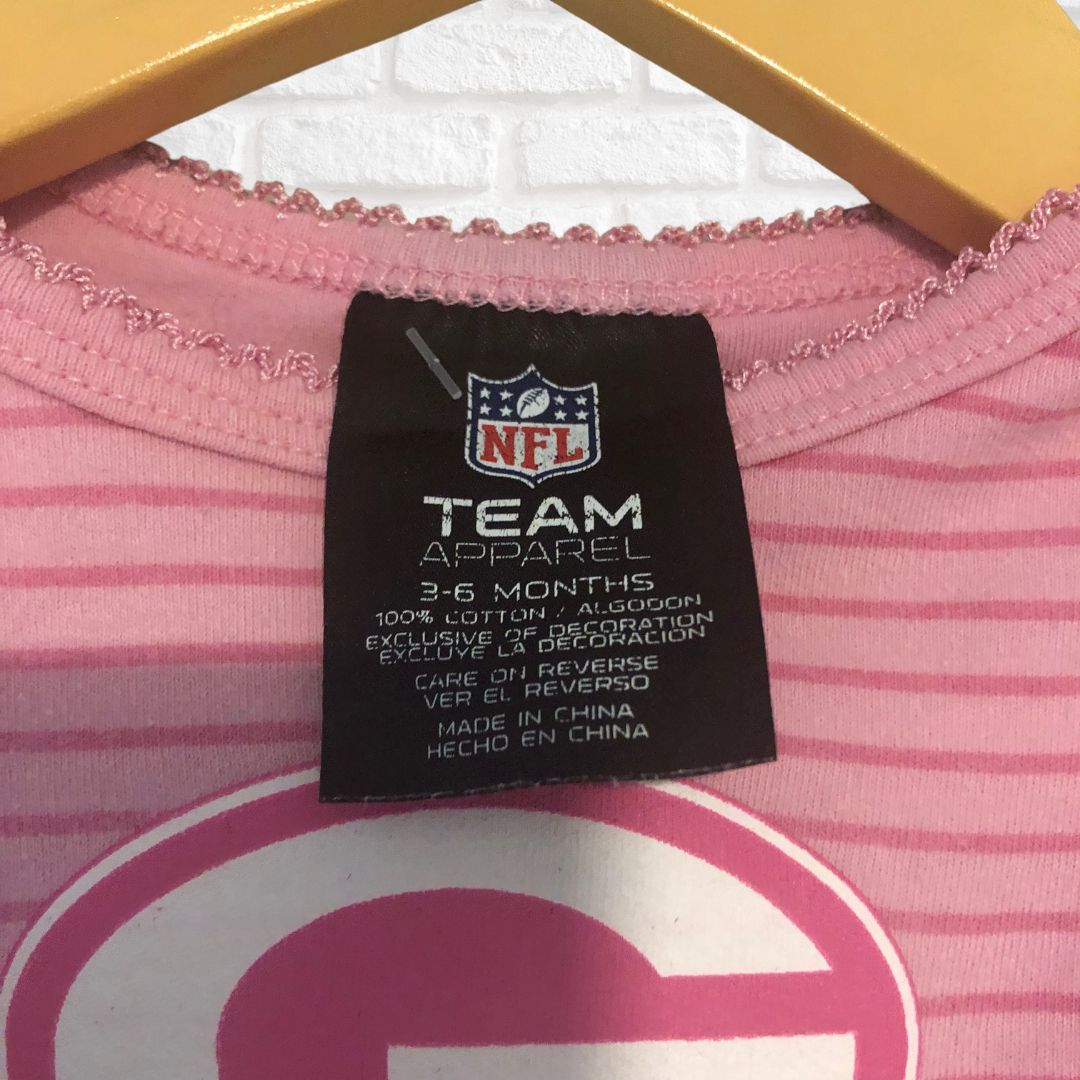 NFL
TEAM
APPAREL
3-6 MONTHS
100% COTTON / ALGODON
EXCLUSIVE OF DECORATION
EXCLUYE LA DECORACION
CARE ON REVERSE
VER EL REVERSO
MADE IN CHINA
HECHO EN CHINA
G